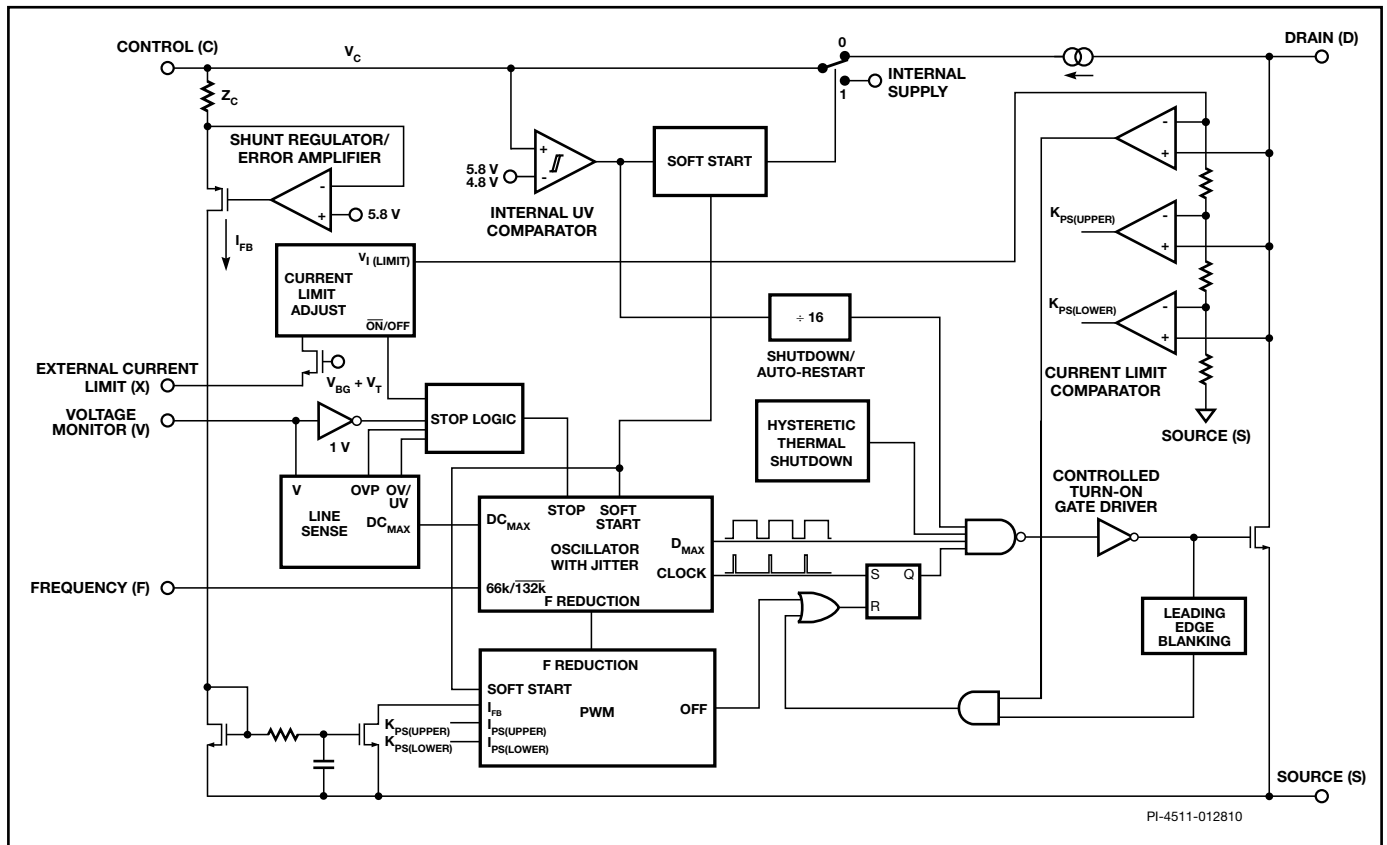 CONTROL (C)
V_C
0
1
INTERNAL
SUPPLY
DRAIN (D)
Z_C
SHUNT REGULATOR/
ERROR AMPLIFIER
-
+
5.8 V
I_FB
+
-
5.8 V
4.8 V
INTERNAL UV
COMPARATOR
SOFT START
-
+
K_PS(UPPER)
-
+
K_PS(LOWER)
-
+
CURRENT LIMIT
COMPARATOR
SOURCE (S)
V_I (LIMIT)
CURRENT
LIMIT
ADJUST
O̅N̅/OFF
÷ 16
SHUTDOWN/
AUTO-RESTART
EXTERNAL CURRENT
LIMIT (X)
V_BG + V_T
VOLTAGE
MONITOR (V)
1 V
STOP LOGIC
HYSTERETIC
THERMAL
SHUTDOWN
V
OVP
OV/
UV
LINE
SENSE
DC_MAX
DC_MAX
STOP
SOFT
START
OSCILLATOR
WITH JITTER
D_MAX
CLOCK
66k/1̅3̅2̅k̅
F REDUCTION
FREQUENCY (F)
CONTROLLED
TURN-ON
GATE DRIVER
S
Q
R
LEADING
EDGE
BLANKING
F REDUCTION
SOFT START
I_FB
PWM
OFF
K_PS(UPPER)
I_PS(UPPER)
K_PS(LOWER)
I_PS(LOWER)
SOURCE (S)
PI-4511-012810